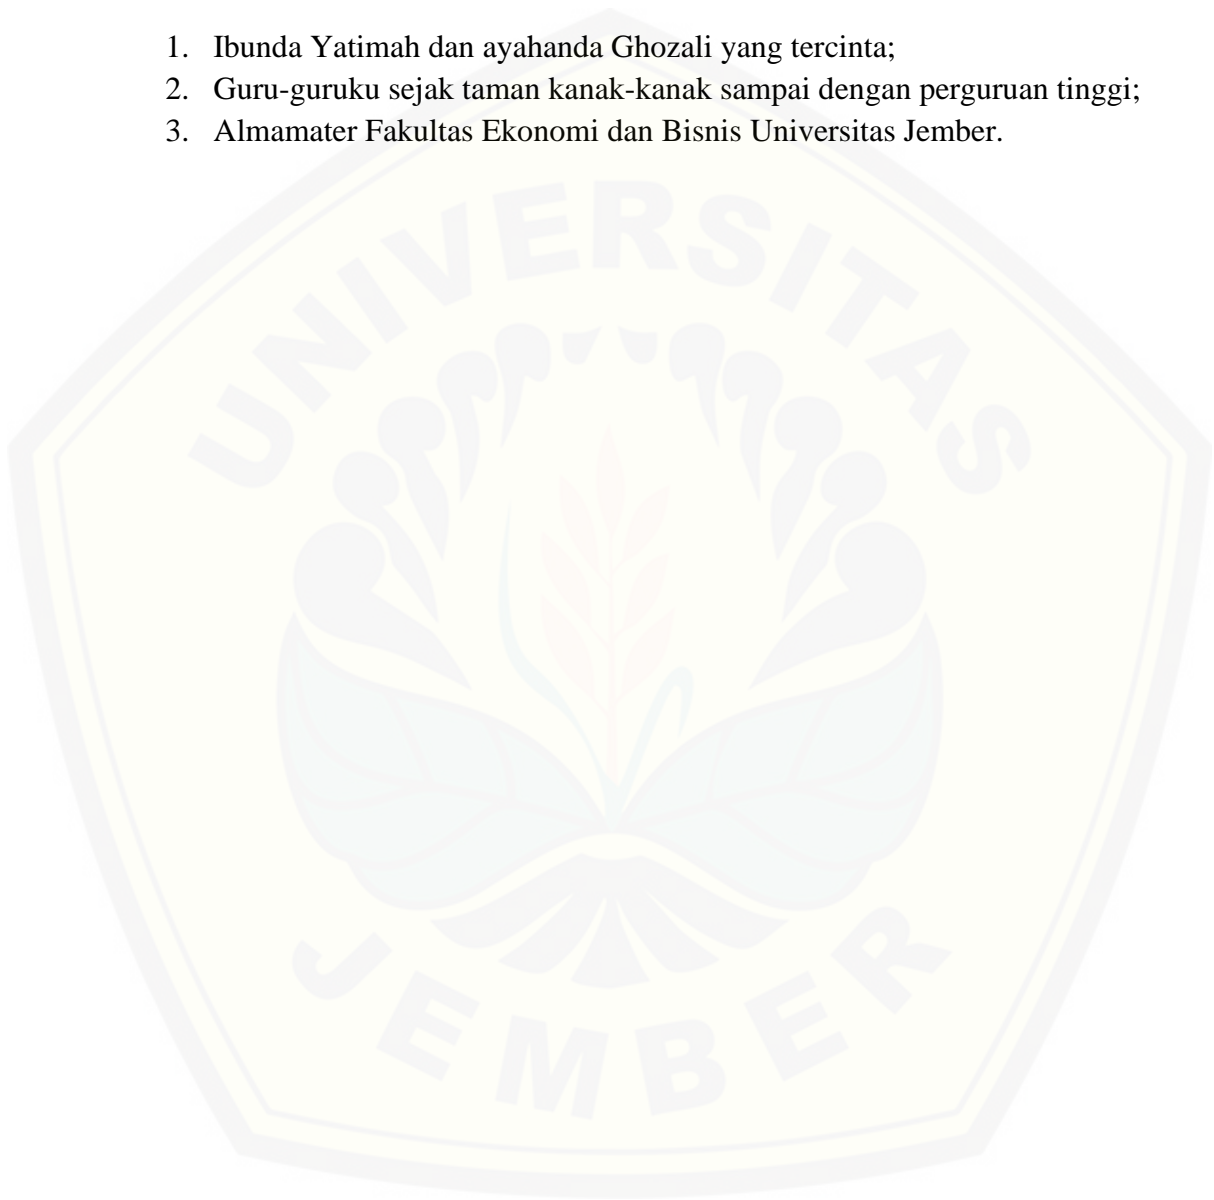 1. Ibunda Yatimah dan ayahanda Ghozali yang tercinta;
2. Guru-guruku sejak taman kanak-kanak sampai dengan perguruan tinggi;
3. Almamater Fakultas Ekonomi dan Bisnis Universitas Jember.
UNIVERSITAS
JEMBER